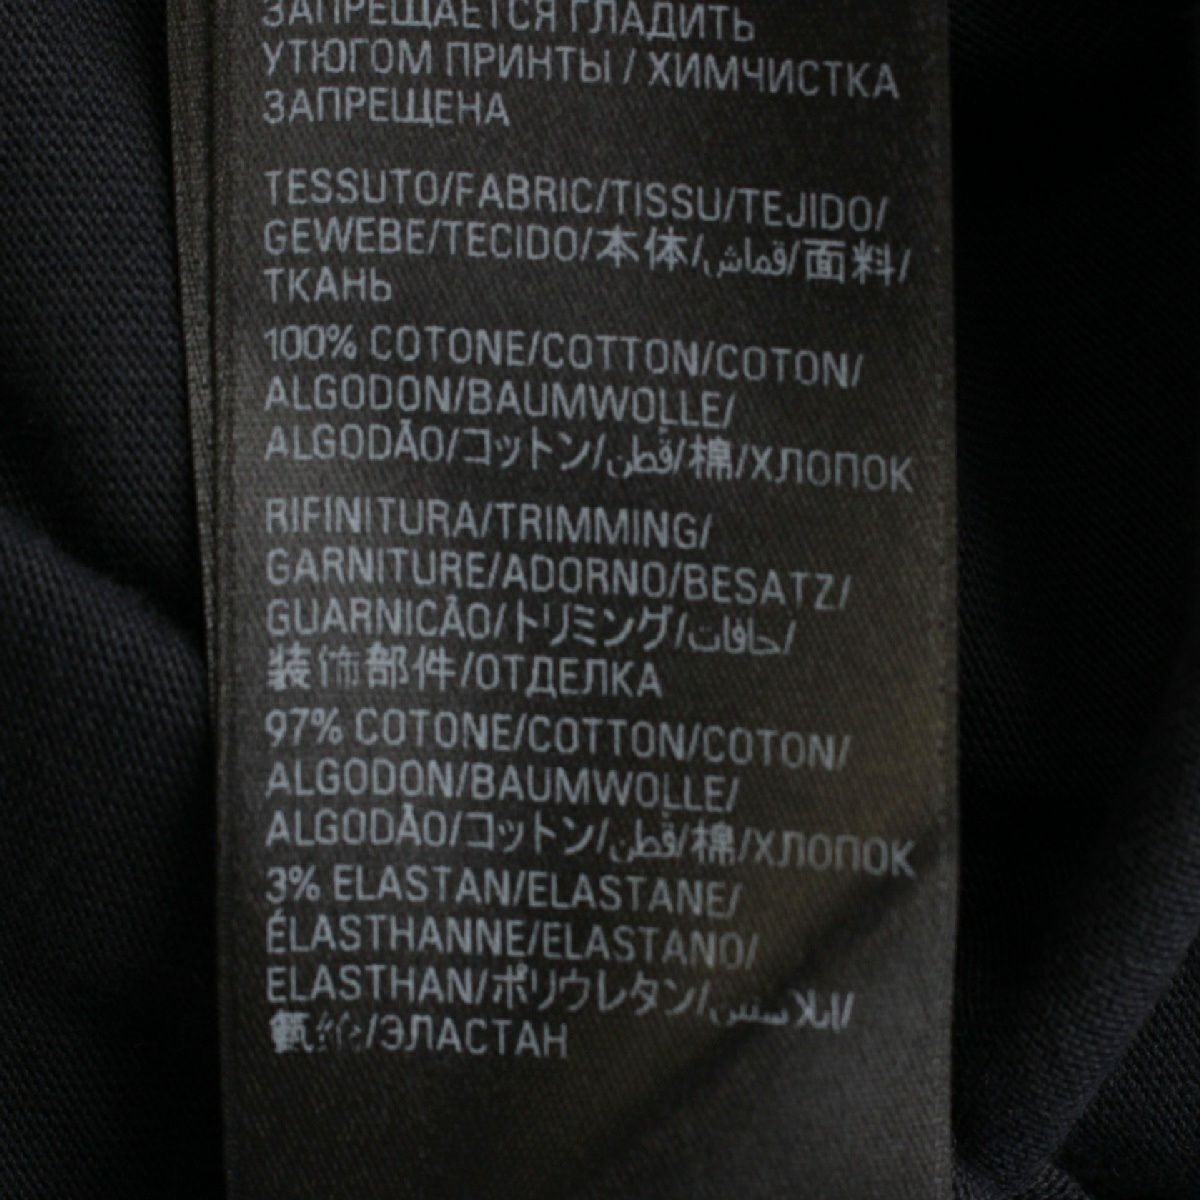 ЗАПРЕЩАЕТСЯ ГЛАДИТЬ
УТЮГОМ ПРИНТЫ / ХИМЧИСТКА
ЗАПРЕЩЕНА
TESSUTO/FABRIC/TISSU/TEJIDO/
GEWEBE/TECIDO/本体/قماش/面料/
ТКАНЬ
100% COTONE/COTTON/COTON/
ALGODON/BAUMWOLLE/
ALGODÃO/コットン/قطن/棉/ХЛОПОК
RIFINITURA/TRIMMING/
GARNITURE/ADORNO/BESATZ/
GUARNICÃO/トリミング/حافات/
装饰部件/ОТДЕЛКА
97% COTONE/COTTON/COTON/
ALGODON/BAUMWOLLE/
ALGODÃO/コットン/قطن/棉/ХЛОПОК
3% ELASTAN/ELASTANE/
ÉLASTHANNE/ELASTANO/
ELASTHAN/ポリウレタン/ايلاستين/
氨纶/ЭЛАСТАН